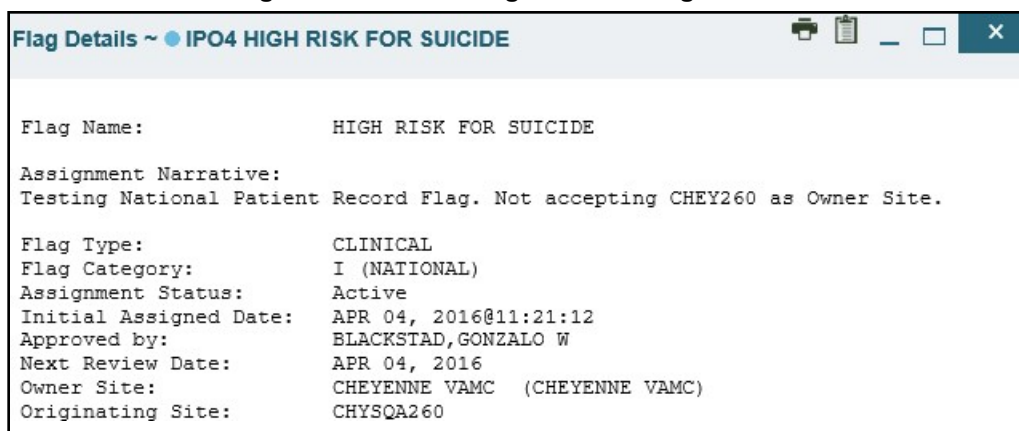 Flag Details ~ IPO4 HIGH RISK FOR SUICIDE
Flag Name: HIGH RISK FOR SUICIDE
Assignment Narrative:
Testing National Patient Record Flag. Not accepting CHEY260 as Owner Site.
Flag Type: CLINICAL
Flag Category: I (NATIONAL)
Assignment Status: Active
Initial Assigned Date: APR 04, 2016@11:21:12
Approved by: BLACKSTAD,GONZALO W
Next Review Date: APR 04, 2016
Owner Site: CHEYENNE VAMC (CHEYENNE VAMC)
Originating Site: CHYSQA260